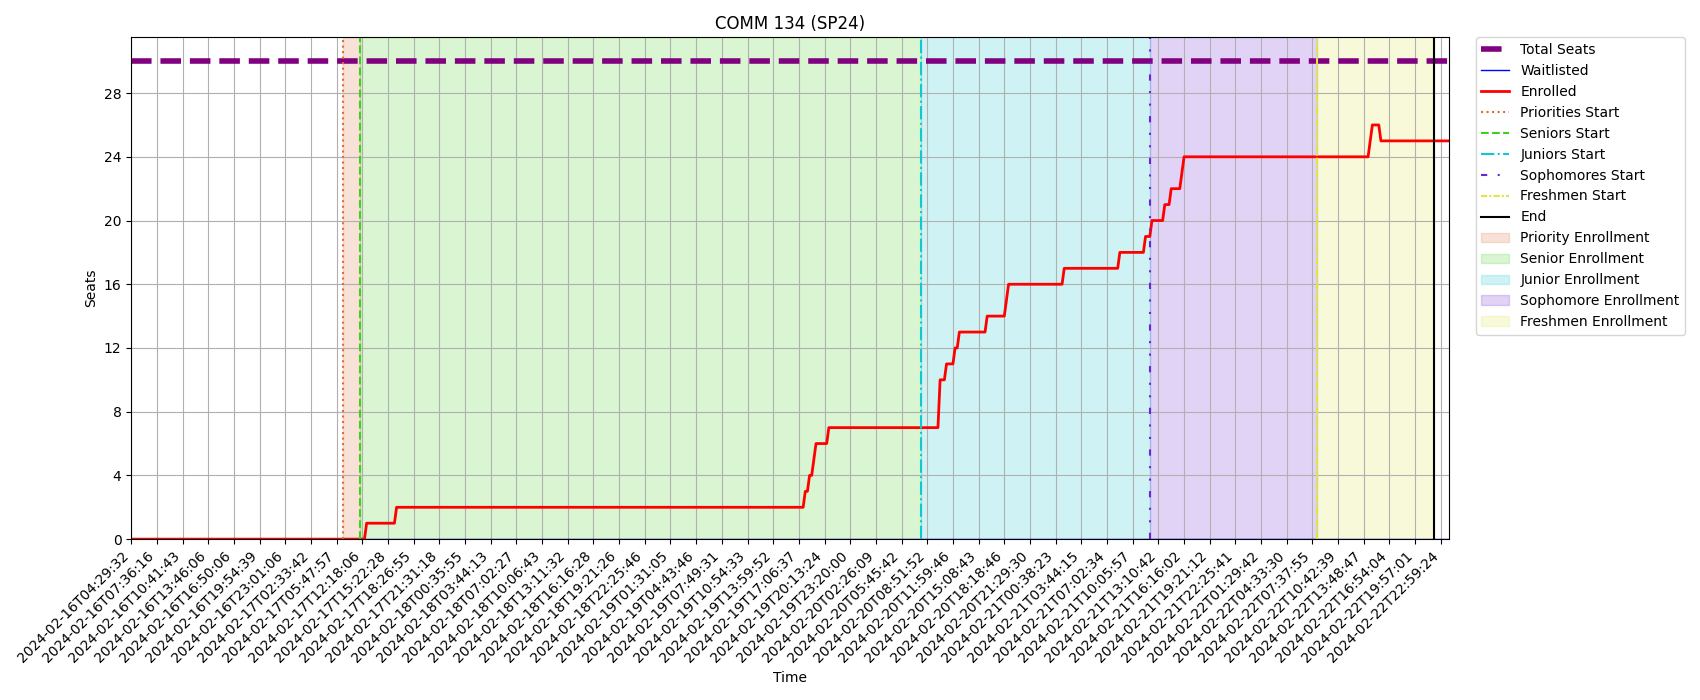 COMM 134 (SP24)
Seats
28
24
20
16
12
8
4
0
2024-02-16T04:29:32
2024-02-16T07:36:16
2024-02-16T10:41:43
2024-02-16T13:46:06
2024-02-16T16:50:06
2024-02-16T19:54:39
2024-02-16T23:01:06
2024-02-17T02:33:42
2024-02-17T05:47:57
2024-02-17T12:18:06
2024-02-17T15:22:28
2024-02-17T18:26:55
2024-02-17T21:31:18
2024-02-18T00:35:55
2024-02-18T03:44:13
2024-02-18T07:02:27
2024-02-18T10:06:43
2024-02-18T13:11:32
2024-02-18T16:16:28
2024-02-18T19:21:26
2024-02-18T22:25:46
2024-02-19T01:31:05
2024-02-19T04:43:46
2024-02-19T07:49:31
2024-02-19T10:54:33
2024-02-19T13:59:52
2024-02-19T17:06:37
2024-02-19T20:13:24
2024-02-19T23:20:00
2024-02-20T02:26:09
2024-02-20T05:45:42
2024-02-20T08:51:52
2024-02-20T11:59:46
2024-02-20T15:08:43
2024-02-20T18:18:46
2024-02-20T21:29:30
2024-02-21T00:38:23
2024-02-21T03:44:15
2024-02-21T07:02:34
2024-02-21T10:05:57
2024-02-21T13:10:42
2024-02-21T16:16:02
2024-02-21T19:21:12
2024-02-21T22:25:41
2024-02-22T01:29:42
2024-02-22T04:33:30
2024-02-22T07:37:55
2024-02-22T10:42:39
2024-02-22T13:48:47
2024-02-22T16:54:04
2024-02-22T19:57:01
2024-02-22T22:59:24
Time
Total Seats
Waitlisted
Enrolled
Priorities Start
Seniors Start
Juniors Start
Sophomores Start
Freshmen Start
End
Priority Enrollment
Senior Enrollment
Junior Enrollment
Sophomore Enrollment
Freshmen Enrollment